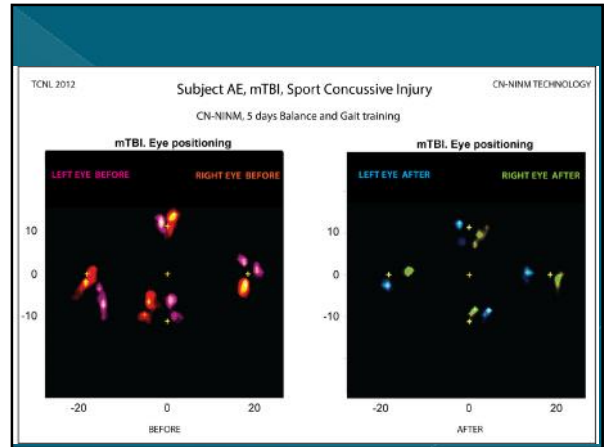 TCNL 2012
Subject AE, mTBI, Sport Concussive Injury
CN-NINM TECHNOLOGY
CN-NINM, 5 days Balance and Gait training
mTBI. Eye positioning
LEFT EYE BEFORE
RIGHT EYE BEFORE
10
0
-10
-20
0
20
BEFORE
mTBI. Eye positioning
LEFT EYE AFTER
RIGHT EYE AFTER
10
0
-10
-20
0
20
AFTER